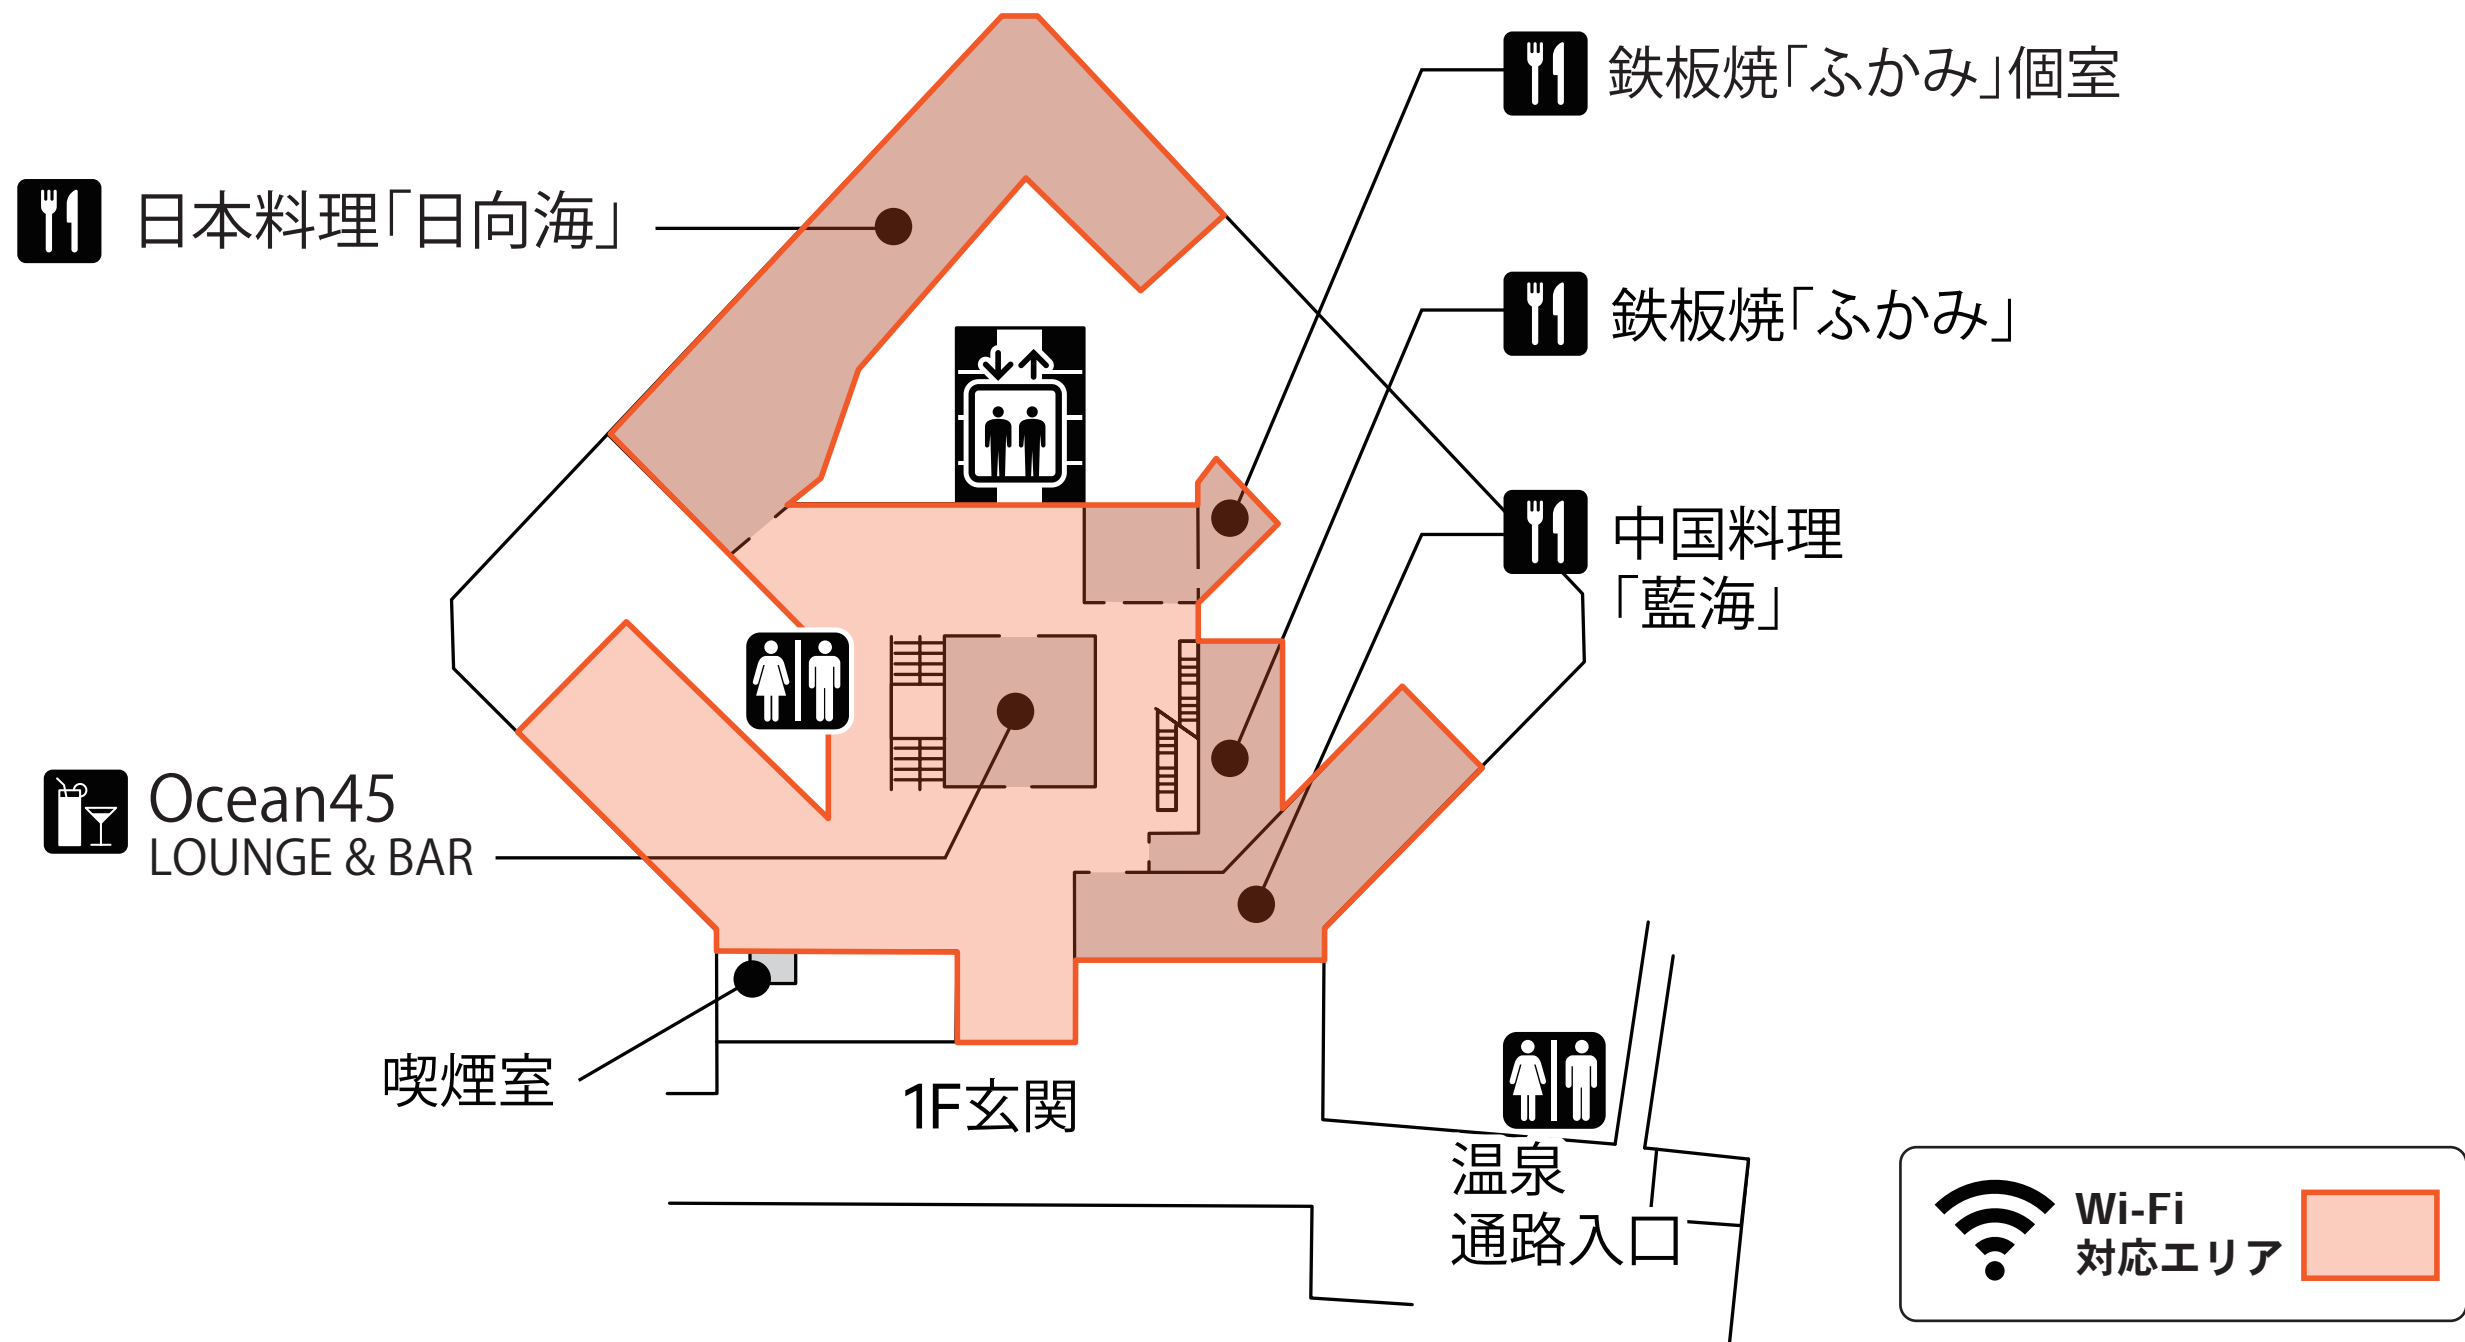 鉄板焼「ふかみ」個室
日本料理「日向海」
鉄板焼「ふかみ」
中国料理
「藍海」
Ocean45
LOUNGE & BAR
喫煙室
1F玄関
温泉
通路入口
Wi-Fi
対応エリア